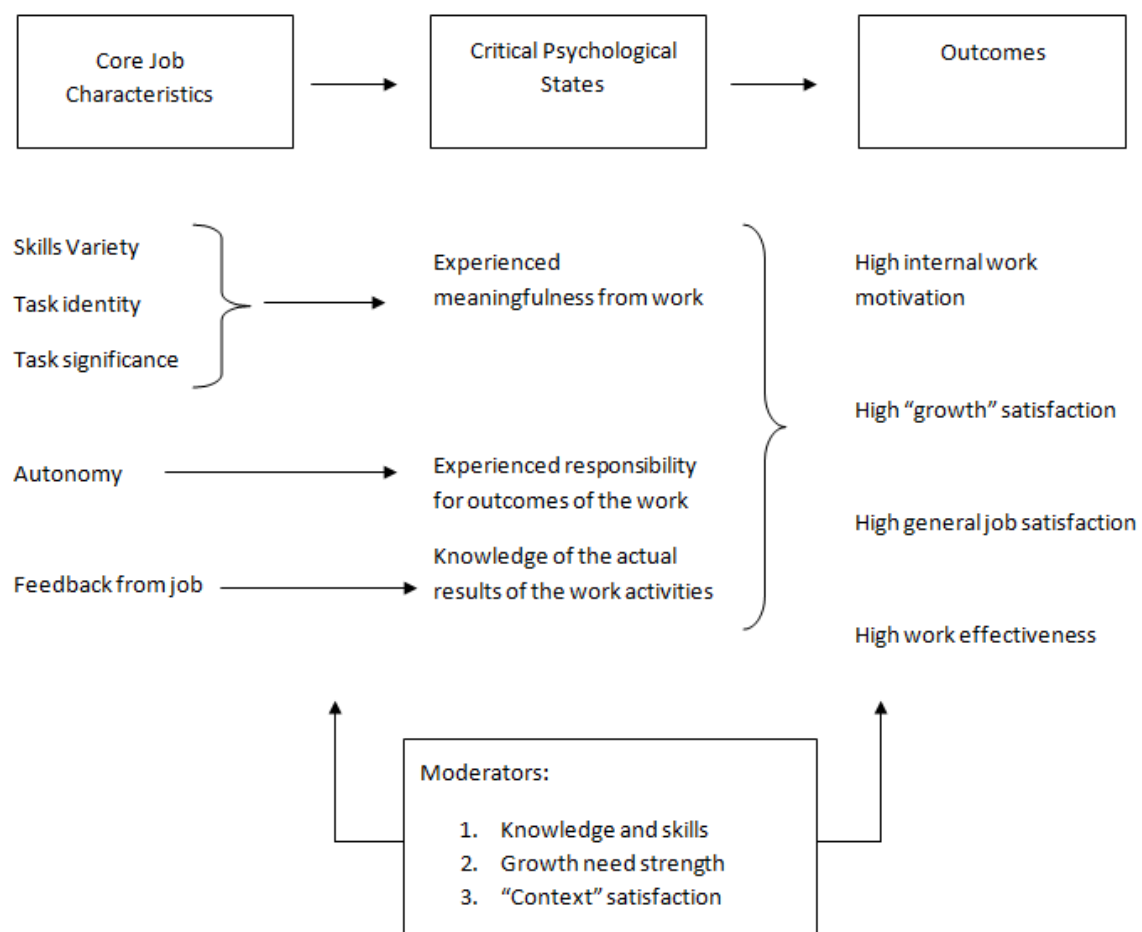 Core Job
Characteristics
Critical Psychological
States
Outcomes
Skills Variety
Task identity
Task significance
Experienced
meaningfulness from work
High internal work
motivation
High “growth” satisfaction
Autonomy
Experienced responsibility
for outcomes of the work
High general job satisfaction
Feedback from job
Knowledge of the actual
results of the work activities
High work effectiveness
Moderators:
1. Knowledge and skills
2. Growth need strength
3. “Context” satisfaction